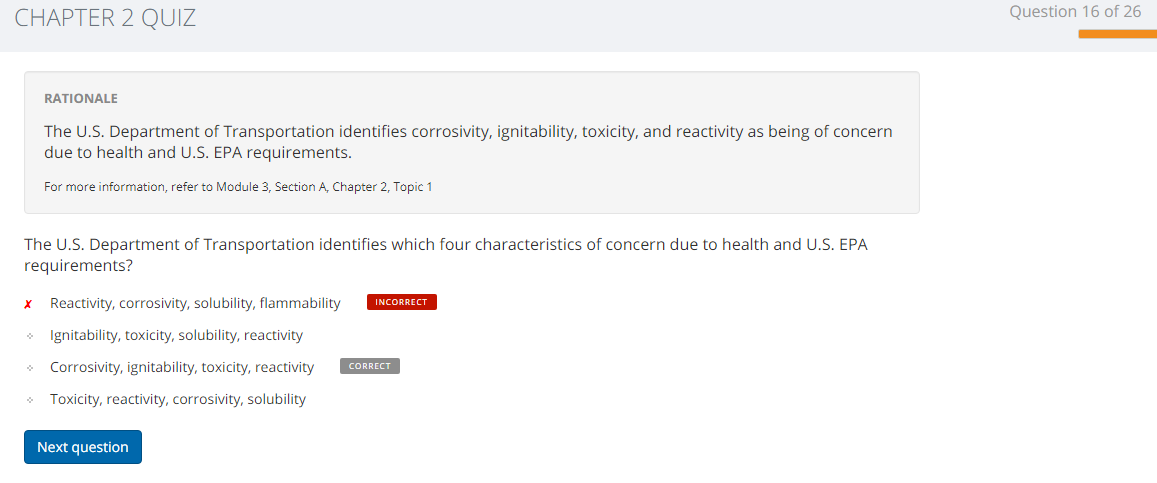 CHAPTER 2 QUIZ
Question 16 of 26
RATIONALE
The U.S. Department of Transportation identifies corrosivity, ignitability, toxicity, and reactivity as being of concern
due to health and U.S. EPA requirements.
For more information, refer to Module 3, Section A, Chapter 2, Topic 1
The U.S. Department of Transportation identifies which four characteristics of concern due to health and U.S. EPA
requirements?
Reactivity, corrosivity, solubility, flammability INCORRECT
Ignitability, toxicity, solubility, reactivity
Corrosivity, ignitability, toxicity, reactivity CORRECT
Toxicity, reactivity, corrosivity, solubility
Next question